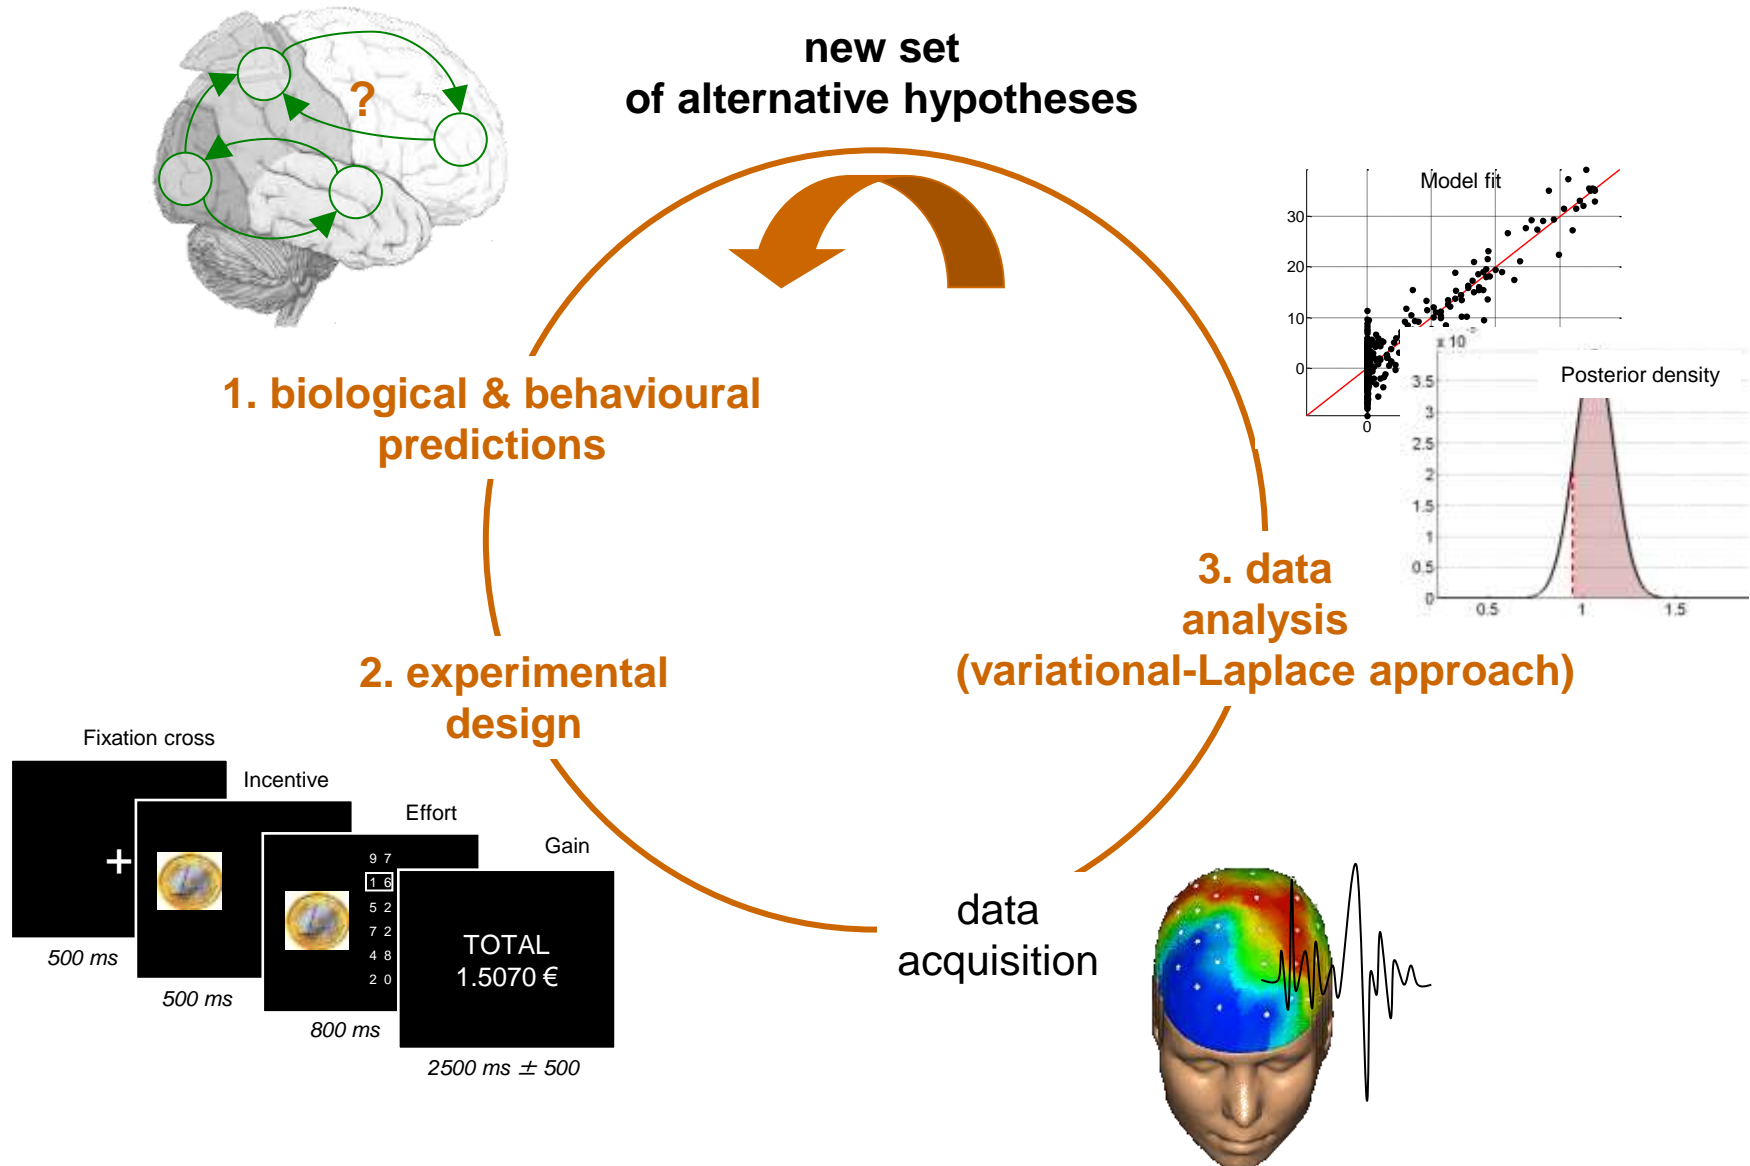 new set
of alternative hypotheses
?
1. biological & behavioural
predictions
Model fit
30
20
10
0
0
x 10
Posterior density
3.5
3
2.5
2
1.5
1
0.5
0
0.5
1
1.5
3. data
analysis
(variational-Laplace approach)
2. experimental
design
Fixation cross
Incentive
Effort
Gain
+
9 7
1 6
5 2
7 2
4 8
2 0
TOTAL
1.5070 €
500 ms
500 ms
800 ms
2500 ms ± 500
data
acquisition